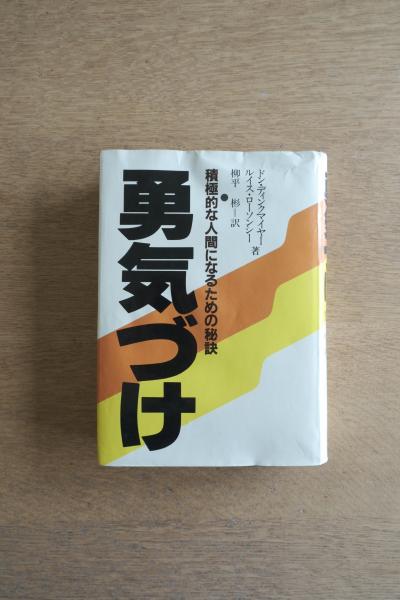 ドン・ディンクマイヤー
ルイス・ローソンシー 著
柳平 彬=訳
積極的な人間になるための秘訣
勇気づけ